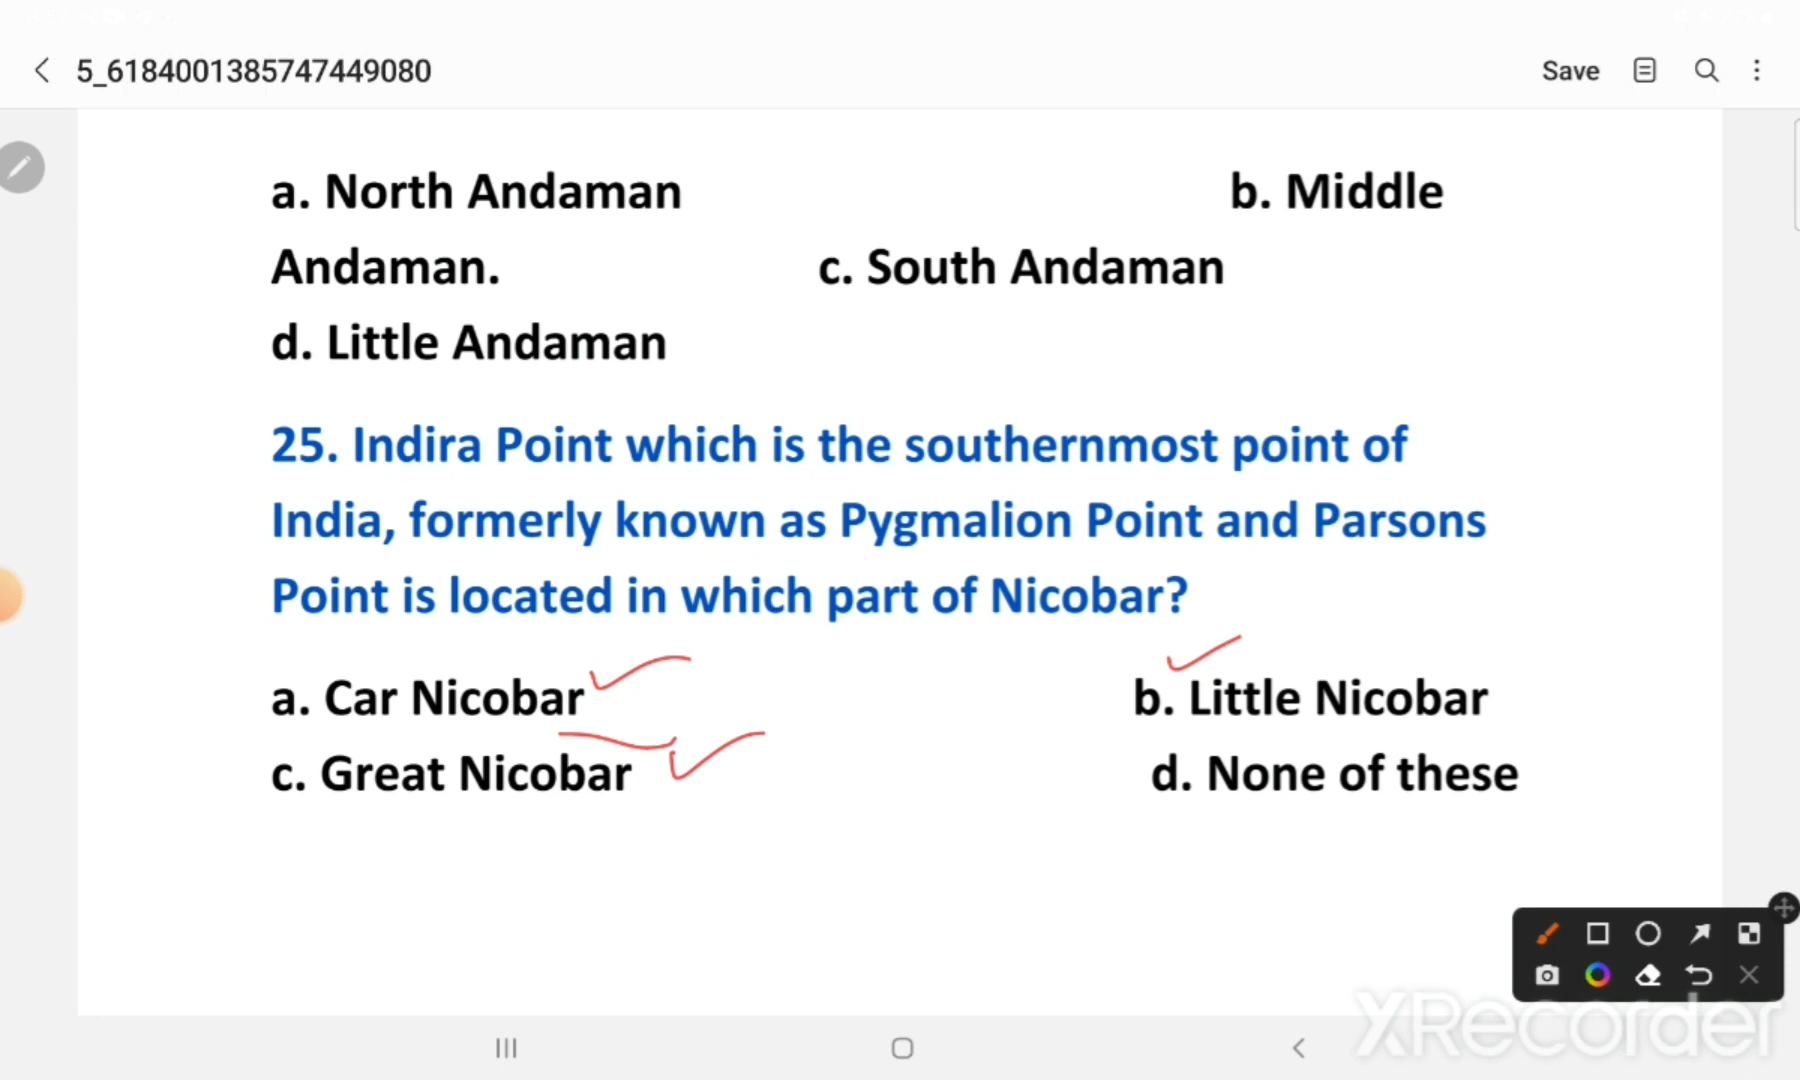 5_6184001385747449080
Save
a. North Andaman b. Middle
Andaman. c. South Andaman
d. Little Andaman
25. Indira Point which is the southernmost point of
India, formerly known as Pygmalion Point and Parsons
Point is located in which part of Nicobar?
a. Car Nicobar b. Little Nicobar
c. Great Nicobar d. None of these
XRecorder